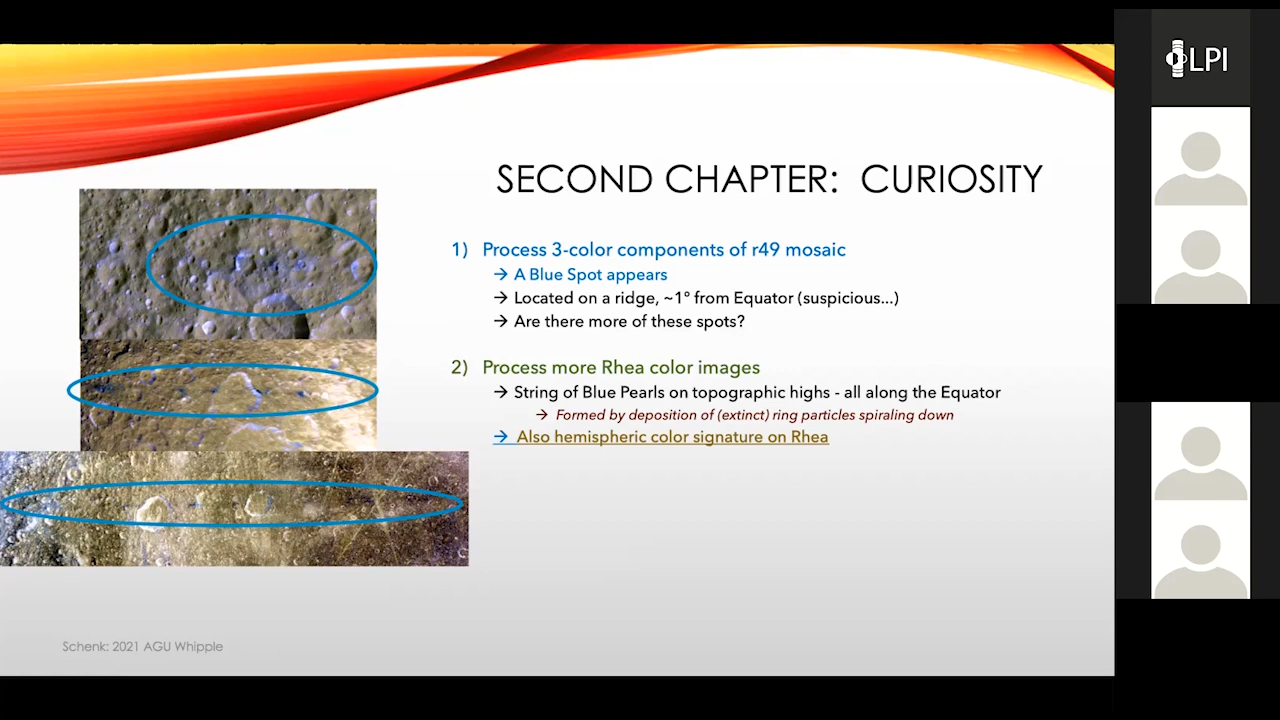 LPI
SECOND CHAPTER: CURIOSITY
1) Process 3-color components of r49 mosaic
→ A Blue Spot appears
→ Located on a ridge, ~1° from Equator (suspicious...)
→ Are there more of these spots?
2) Process more Rhea color images
→ String of Blue Pearls on topographic highs - all along the Equator
→ Formed by deposition of (extinct) ring particles spiraling down
→ Also hemispheric color signature on Rhea
Schenk: 2021 AGU Whipple